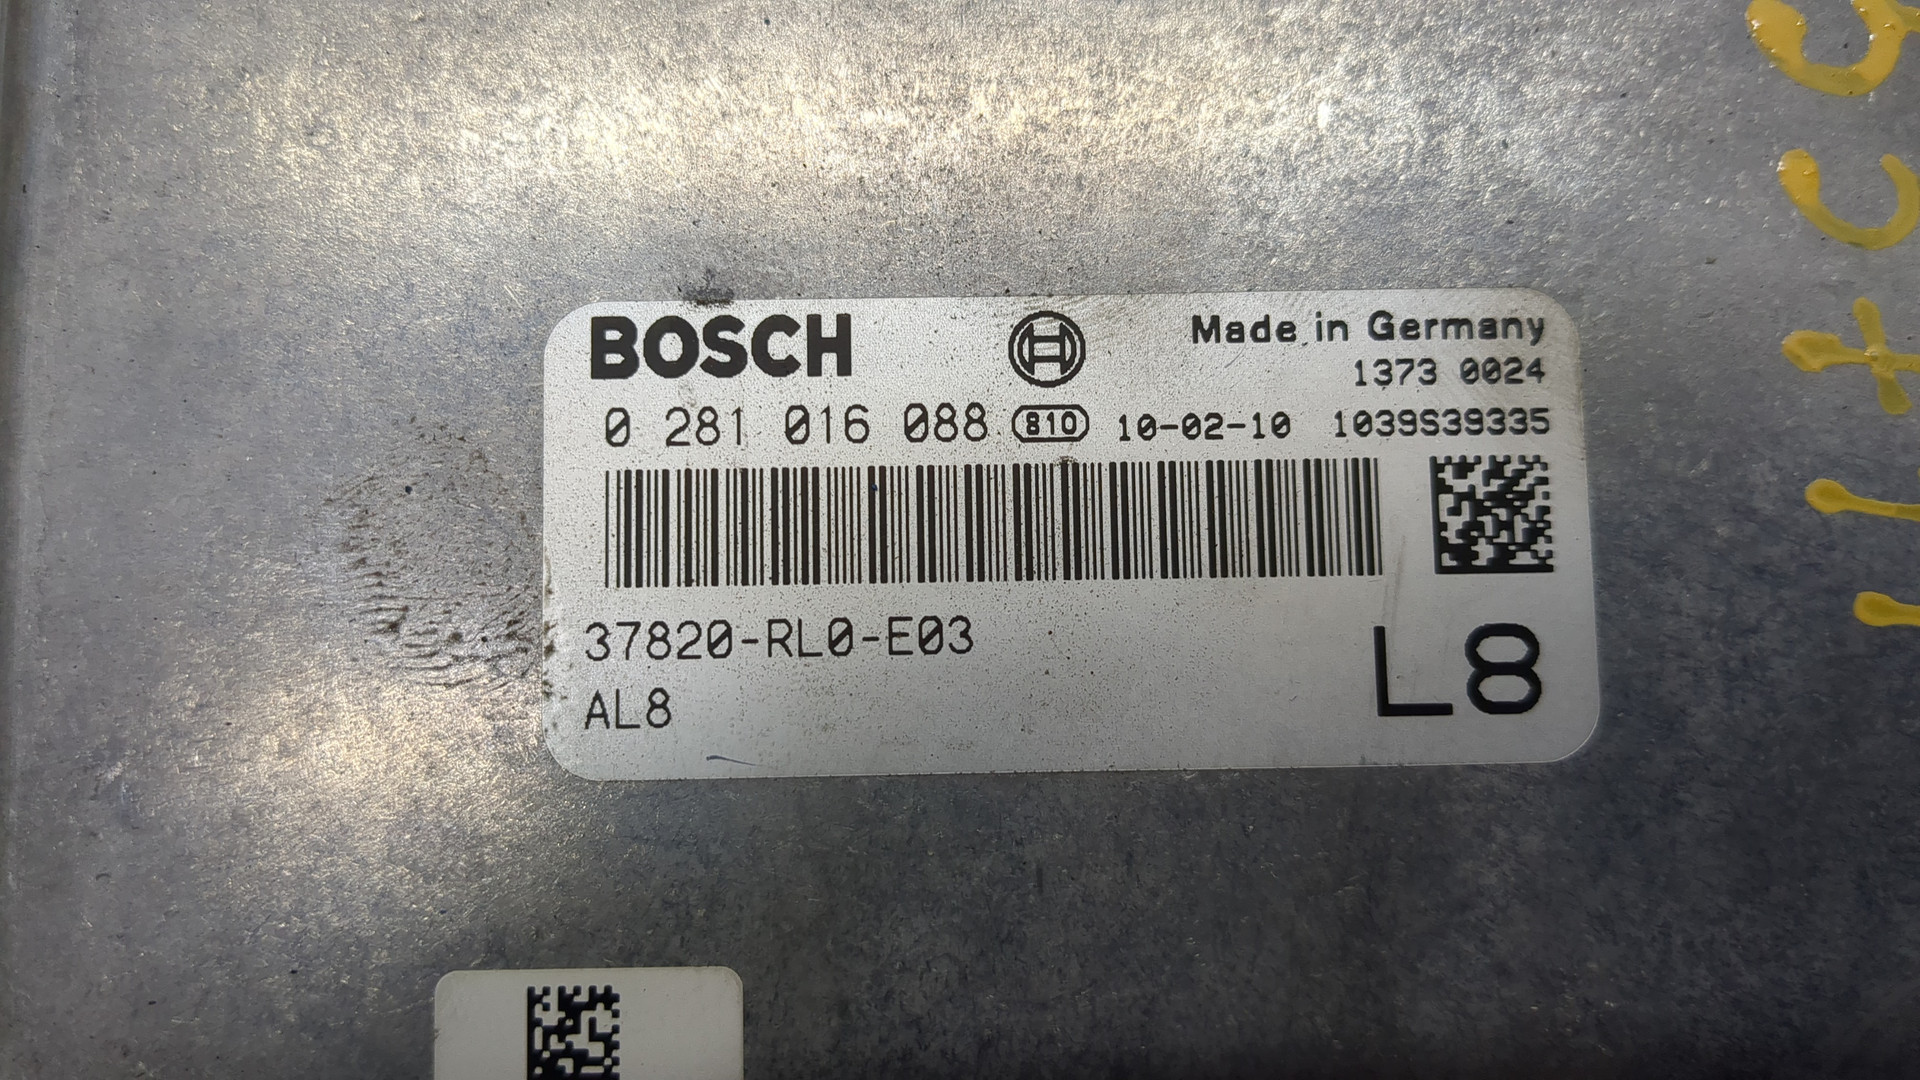 BOSCH
Made in Germany
1373 0024
0 281 016 088 810 10-02-10 1039S39335
37820-RL0-E03
AL8
L8